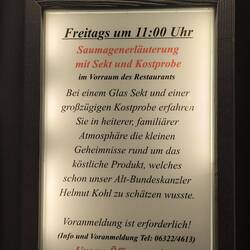 Freitags um 11:00 Uhr
Saumagenerläuterung
mit Sekt und Kostprobe
im Vorraum des Restaurants
Bei einem Glas Sekt und einer
großzügigen Kostprobe erfahren
Sie in heiterer, familiärer
Atmosphäre die kleinen
Geheimnisse rund um das
köstliche Produkt, welches
schon unser Alt-Bundeskanzler
Helmut Kohl zu schätzen wusste.
Voranmeldung ist erforderlich!
(Info und Voranmeldung Tel: 06322/4613)